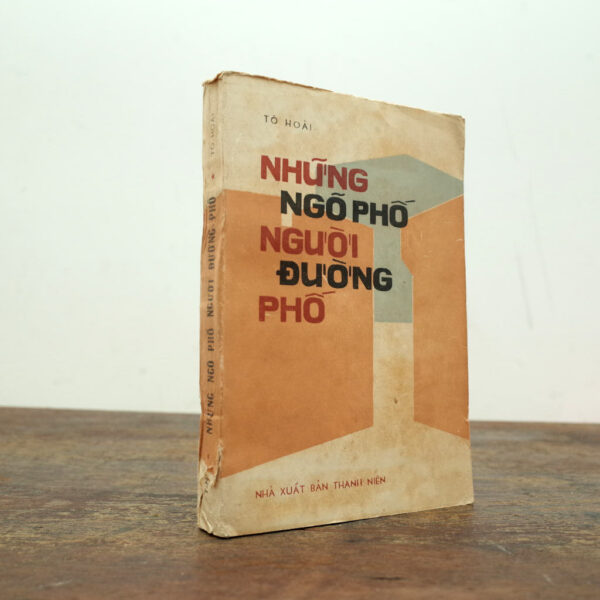 TÔ HOÀI
NHỮNG
NGÕ PHỐ
NGƯỜI
ĐƯỜNG
PHỐ
NHÀ XUẤT BẢN THANH NIÊN
TÔ HOÀI * NHỮNG NGÕ PHỐ NGƯỜI ĐƯỜNG PHỐ